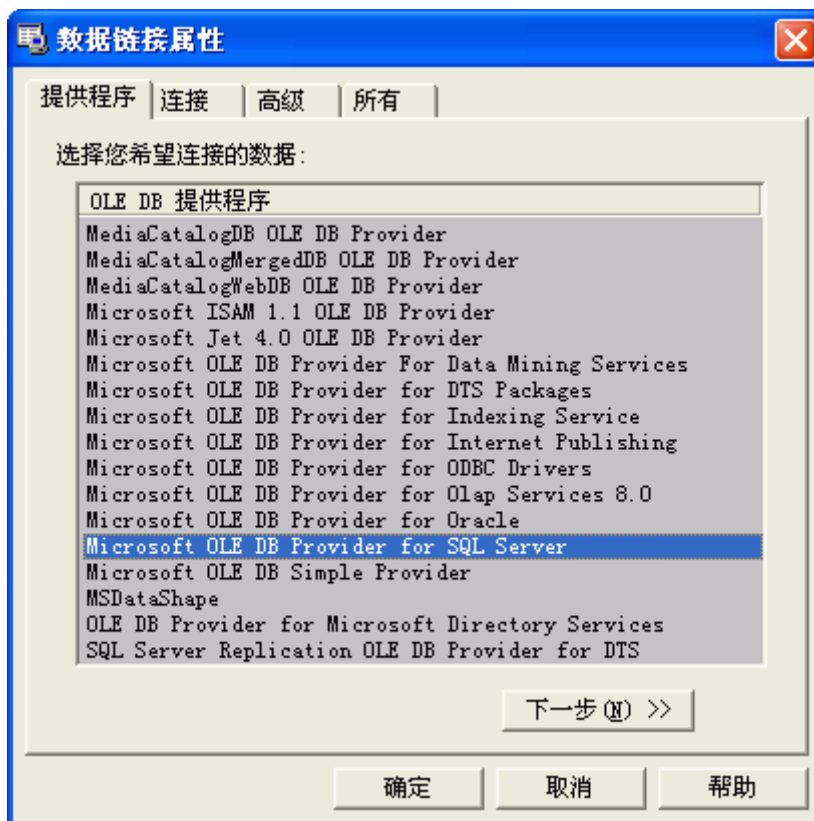 数据链接属性
提供程序 连接 高级 所有
选择您希望连接的数据:
OLE DB 提供程序
MediaCatalogDB OLE DB Provider
MediaCatalogMergedDB OLE DB Provider
MediaCatalogWebDB OLE DB Provider
Microsoft ISAM 1.1 OLE DB Provider
Microsoft Jet 4.0 OLE DB Provider
Microsoft OLE DB Provider For Data Mining Services
Microsoft OLE DB Provider for DTS Packages
Microsoft OLE DB Provider for Indexing Service
Microsoft OLE DB Provider for Internet Publishing
Microsoft OLE DB Provider for ODBC Drivers
Microsoft OLE DB Provider for Olap Services 8.0
Microsoft OLE DB Provider for Oracle
Microsoft OLE DB Provider for SQL Server
Microsoft OLE DB Simple Provider
MSDataShape
OLE DB Provider for Microsoft Directory Services
SQL Server Replication OLE DB Provider for DTS
下一步(N) >>
确定 取消 帮助